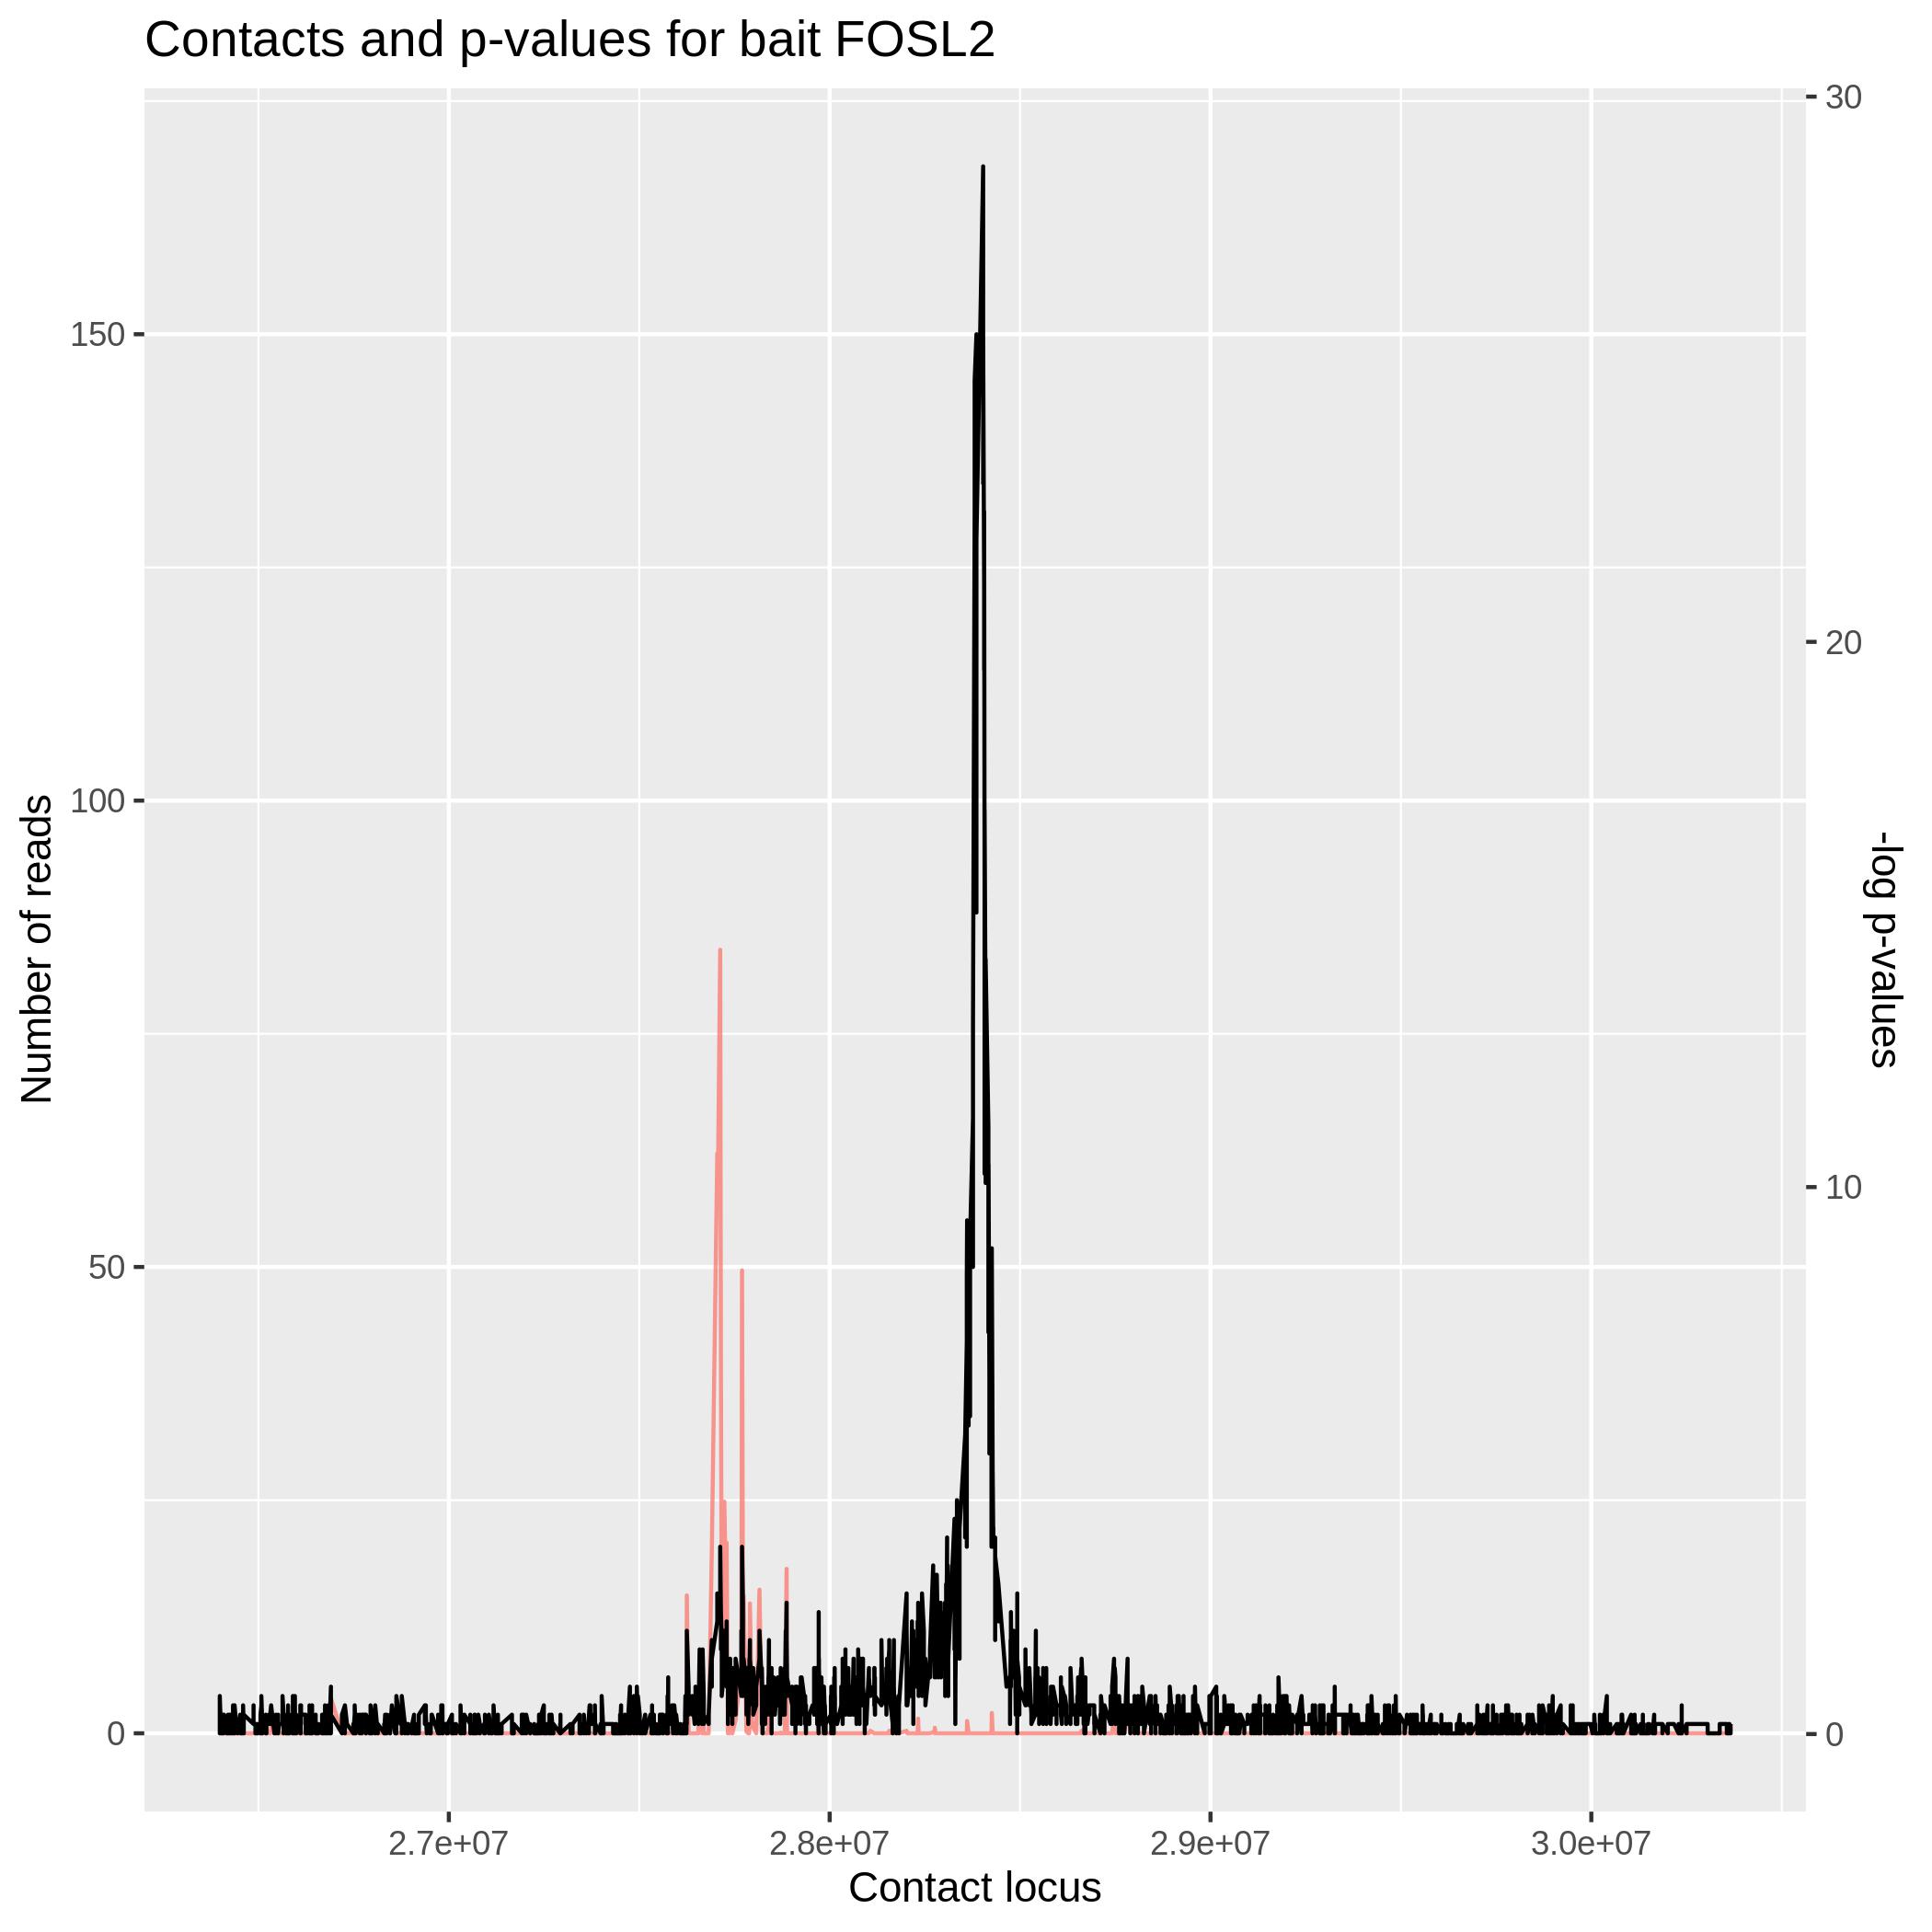 Contacts and p-values for bait FOSL2
30
150
20
100
Number of reads
-log p-values
10
50
0
0
2.7e+07
2.8e+07
2.9e+07
3.0e+07
Contact locus